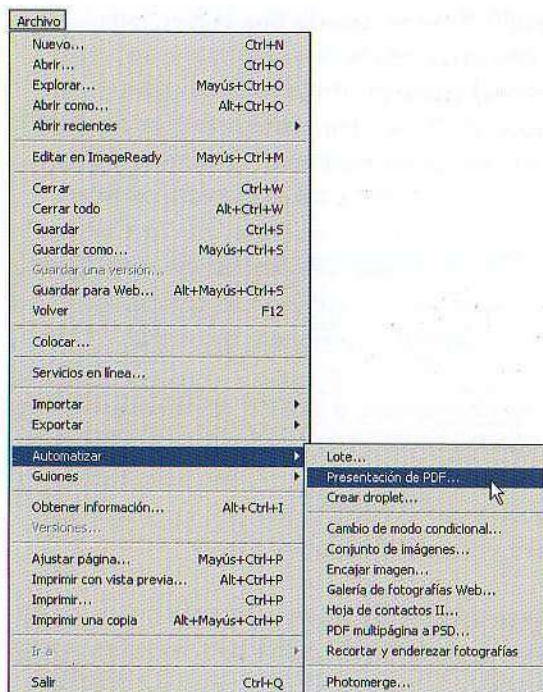 Archivo
Nuevo... Ctrl+N
Abrir... Ctrl+O
Explorar... Mayús+Ctrl+O
Abrir como... Alt+Ctrl+O
Abrir recientes
Editar en ImageReady Mayús+Ctrl+M
Cerrar Ctrl+W
Cerrar todo Alt+Ctrl+W
Guardar Ctrl+S
Guardar como... Mayús+Ctrl+S
Guardar una versión...
Guardar para Web... Alt+Mayús+Ctrl+S
Volver F12
Colocar...
Servicios en línea...
Importar
Exportar
Automatizar
Guiones
Obtener información... Alt+Ctrl+I
Versiones...
Ajustar página... Mayús+Ctrl+P
Imprimir con vista previa... Alt+Ctrl+P
Imprimir... Ctrl+P
Imprimir una copia Alt+Mayús+Ctrl+P
Ir a
Salir Ctrl+Q
Lote...
Presentación de PDF...
Crear droplet...
Cambio de modo condicional...
Conjunto de imágenes...
Encajar imagen...
Galería de fotografías Web...
Hoja de contactos II...
PDF multipágina a PSD...
Recortar y enderezar fotografías
Photomerge...